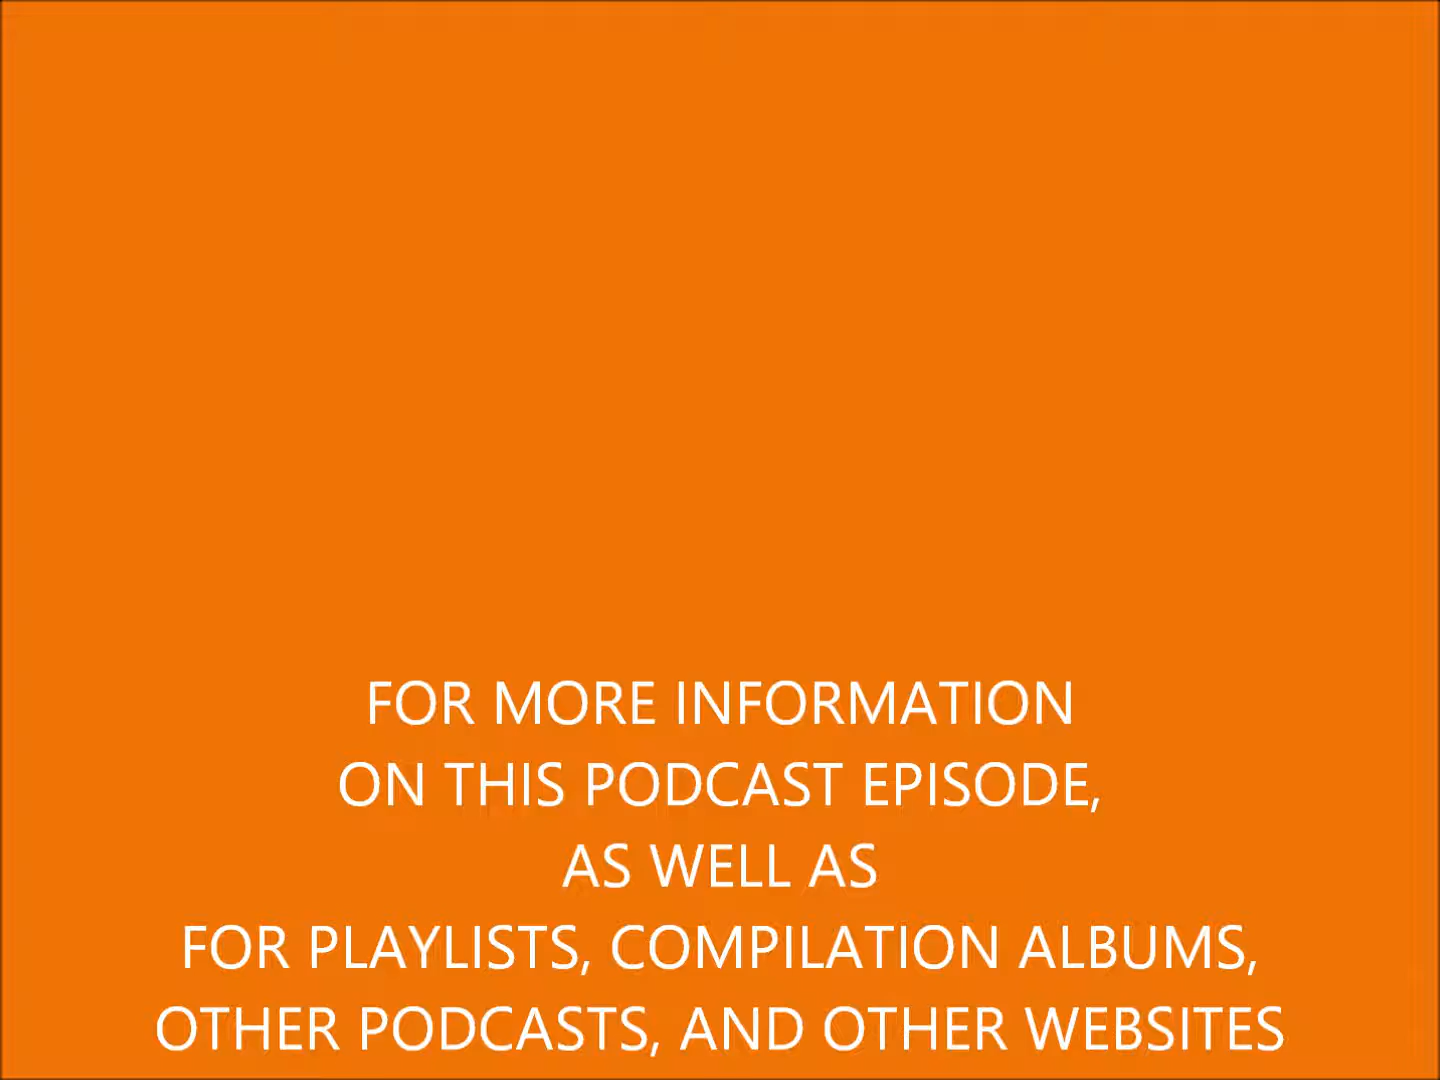 FOR MORE INFORMATION
ON THIS PODCAST EPISODE,
AS WELL AS
FOR PLAYLISTS, COMPILATION ALBUMS,
OTHER PODCASTS, AND OTHER WEBSITES